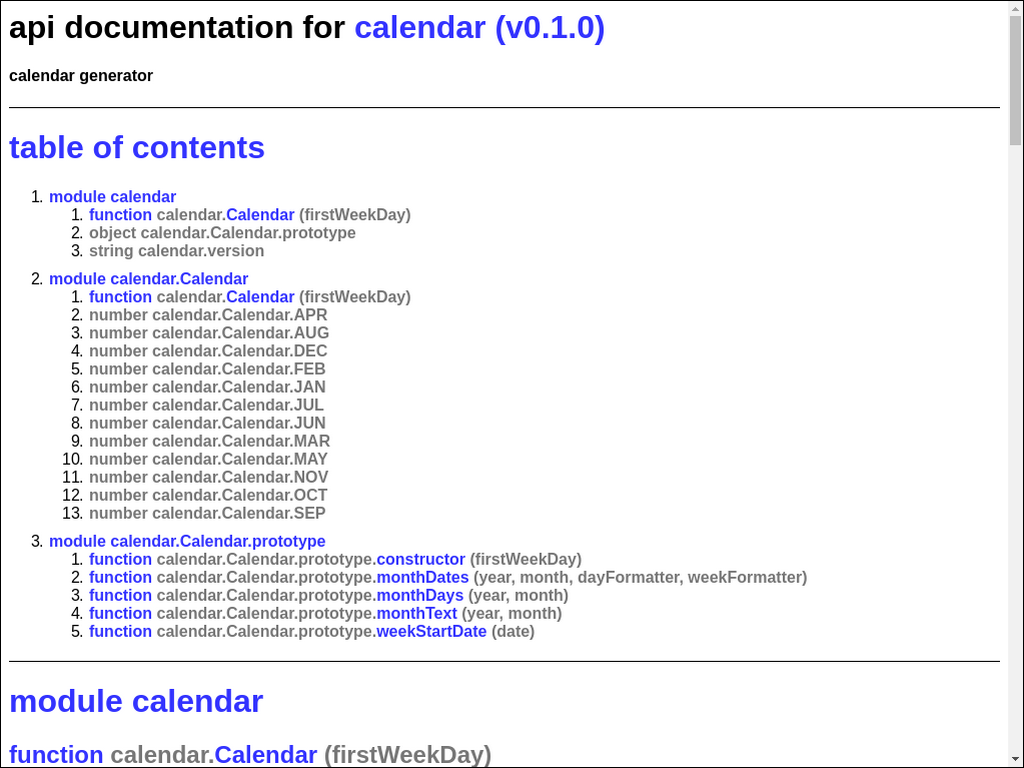 api documentation for calendar (v0.1.0)
calendar generator
table of contents
1. module calendar
1. function calendar.Calendar (firstWeekDay)
2. object calendar.Calendar.prototype
3. string calendar.version
2. module calendar.Calendar
1. function calendar.Calendar (firstWeekDay)
2. number calendar.Calendar.APR
3. number calendar.Calendar.AUG
4. number calendar.Calendar.DEC
5. number calendar.Calendar.FEB
6. number calendar.Calendar.JAN
7. number calendar.Calendar.JUL
8. number calendar.Calendar.JUN
9. number calendar.Calendar.MAR
10. number calendar.Calendar.MAY
11. number calendar.Calendar.NOV
12. number calendar.Calendar.OCT
13. number calendar.Calendar.SEP
3. module calendar.Calendar.prototype
1. function calendar.Calendar.prototype.constructor (firstWeekDay)
2. function calendar.Calendar.prototype.monthDates (year, month, dayFormatter, weekFormatter)
3. function calendar.Calendar.prototype.monthDays (year, month)
4. function calendar.Calendar.prototype.monthText (year, month)
5. function calendar.Calendar.prototype.weekStartDate (date)
module calendar
function calendar.Calendar (firstWeekDay)